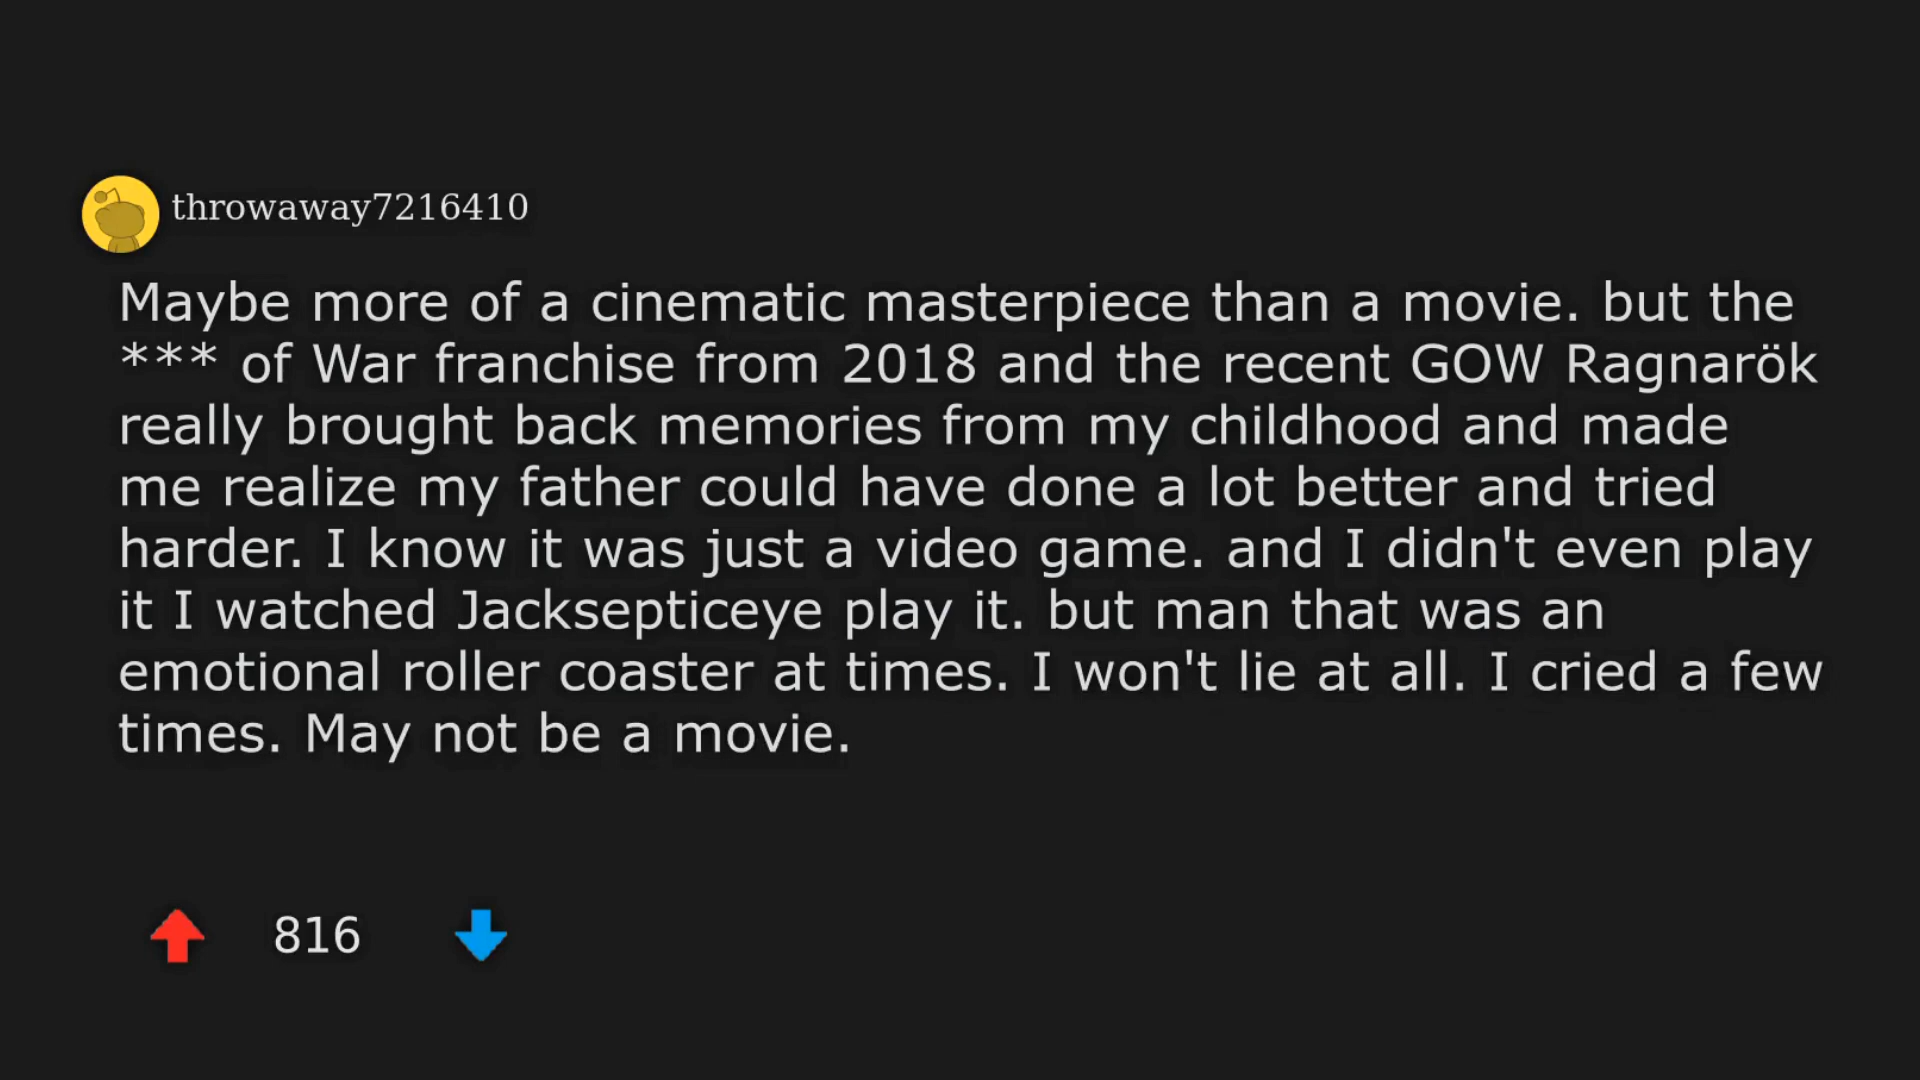 throwaway7216410
Maybe more of a cinematic masterpiece than a movie. but the
*** of War franchise from 2018 and the recent GOW Ragnarök
really brought back memories from my childhood and made
me realize my father could have done a lot better and tried
harder. I know it was just a video game. and I didn't even play
it I watched Jacksepticeye play it. but man that was an
emotional roller coaster at times. I won't lie at all. I cried a few
times. May not be a movie.
816